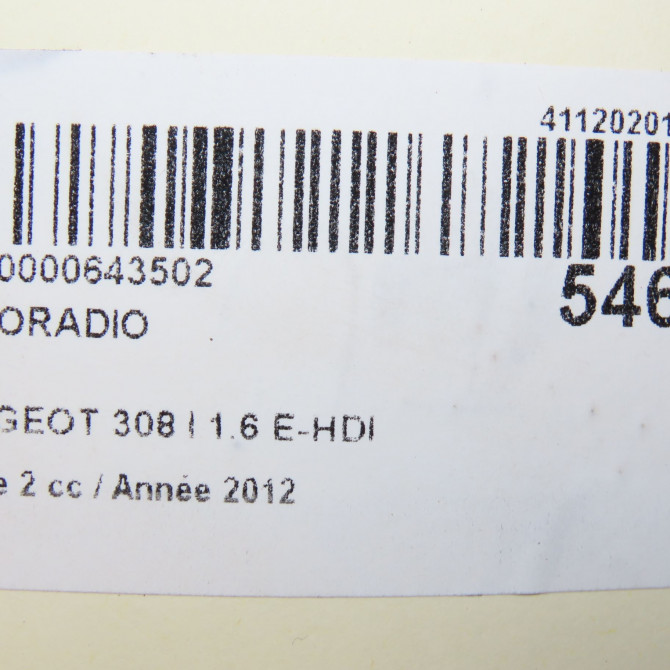 41120201
0000643502
546
ORADIO
GEOT 308 I 1.6 E-HDI
e 2 cc / Année 2012